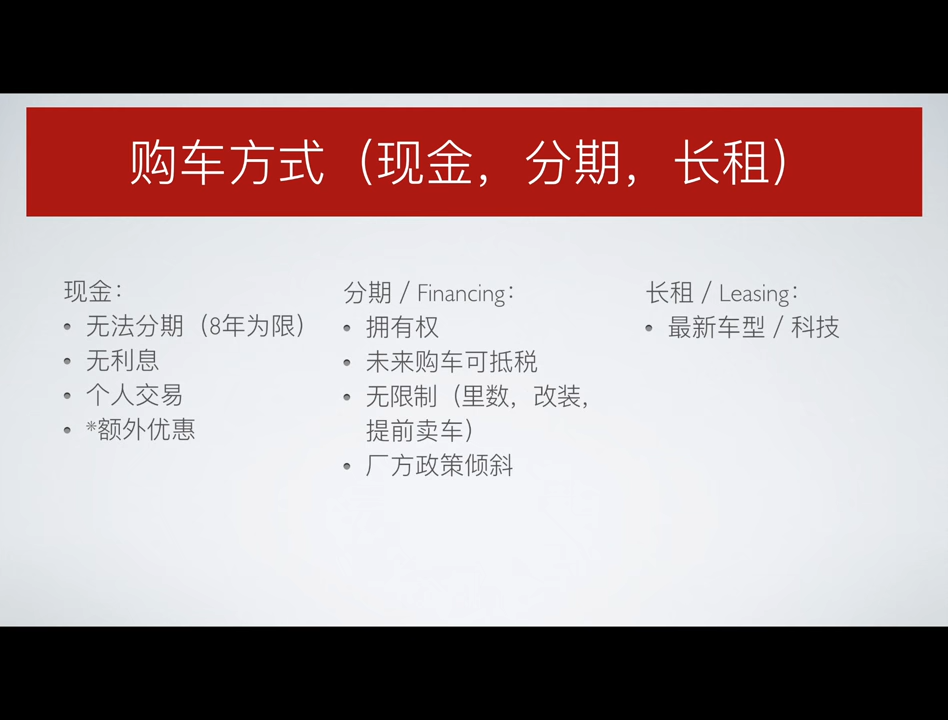 购车方式（现金，分期，长租）
现金：
• 无法分期（8年为限）
• 无利息
• 个人交易
• *额外优惠
分期 / Financing：
• 拥有权
• 未来购车可抵税
• 无限制（里数，改装，
提前卖车）
• 厂方政策倾斜
长租 / Leasing：
• 最新车型 / 科技